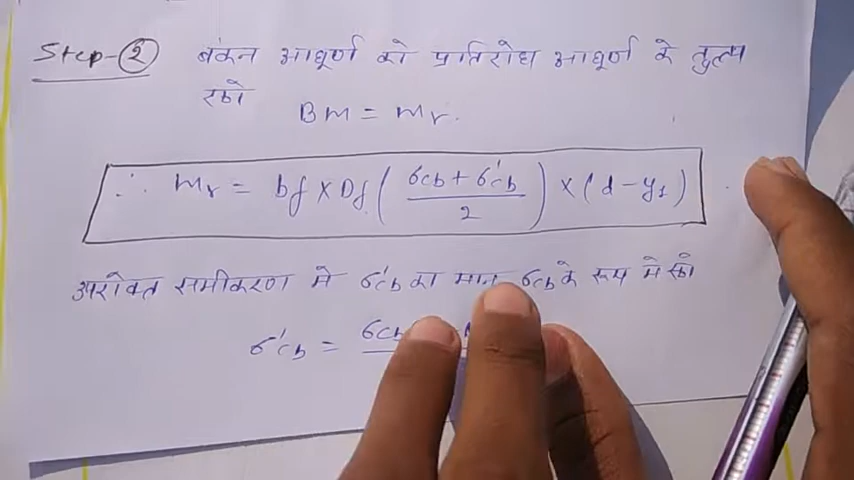 Step-② बंकन आघूर्ण को प्रतिरोध आघूर्ण के तुल्य
रखो
BM = Mr.
∴ Mr = bf × Df ( (σcb + σ'cb) / 2 ) × (d - y1)
उपरोक्त समीकरण मे σ'cb का मान σcb के रूप मे रखो
σ'cb = σcb